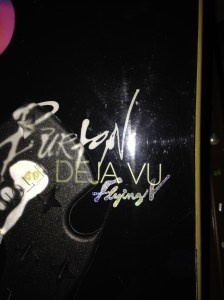 BURTON
DEJA VU
Flying V